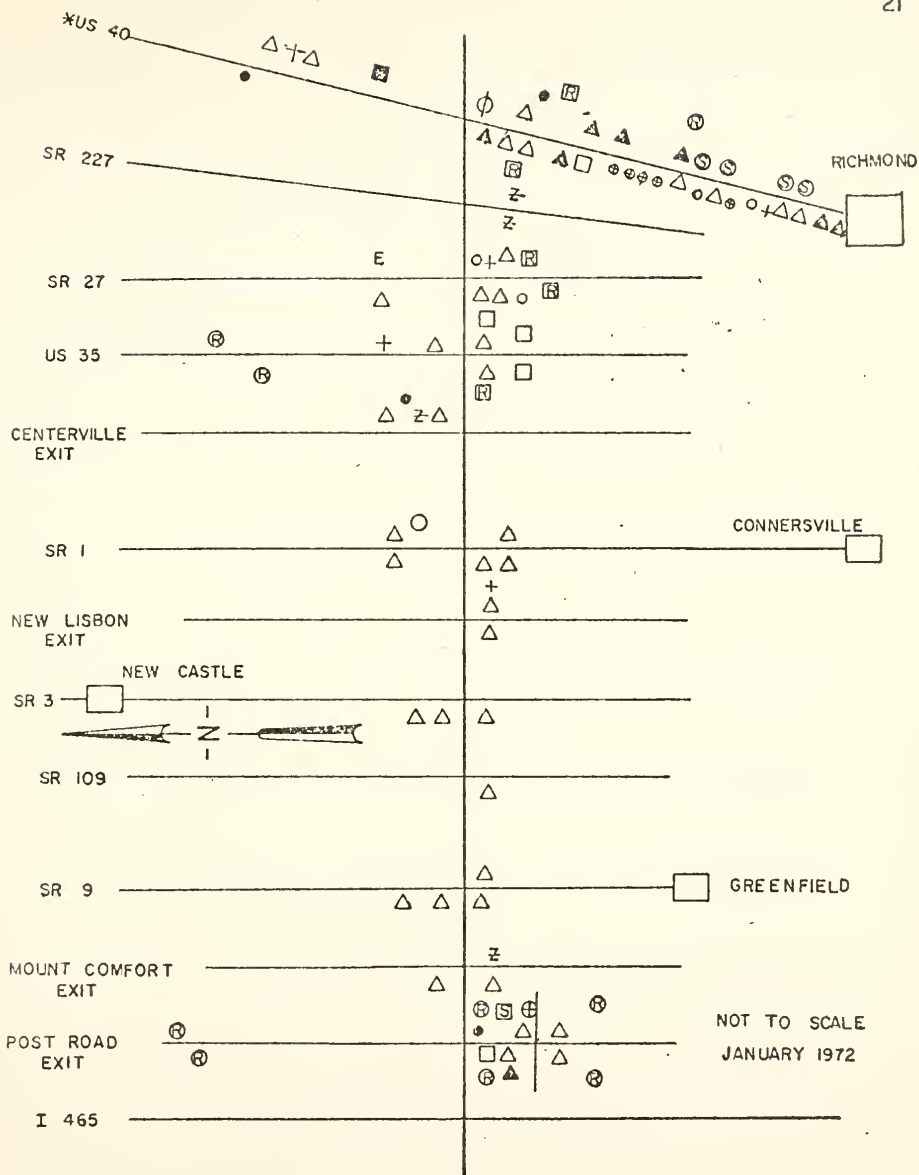 21
*US 40
R
R
A
A
A
A
S
S
S
S
RICHMOND
A
A
A
A
SR 227
R
Z
Z
E
R
SR 27
R
R
US 35
R
R
Z
CENTERVILLE
EXIT
CONNERSVILLE
SR 1
NEW LISBON
EXIT
NEW CASTLE
SR 3
N
SR 109
SR 9
GREENFIELD
Z
MOUNT COMFORT
EXIT
R S R
R
NOT TO SCALE
POST ROAD
EXIT
JANUARY 1972
R
R R
I 465